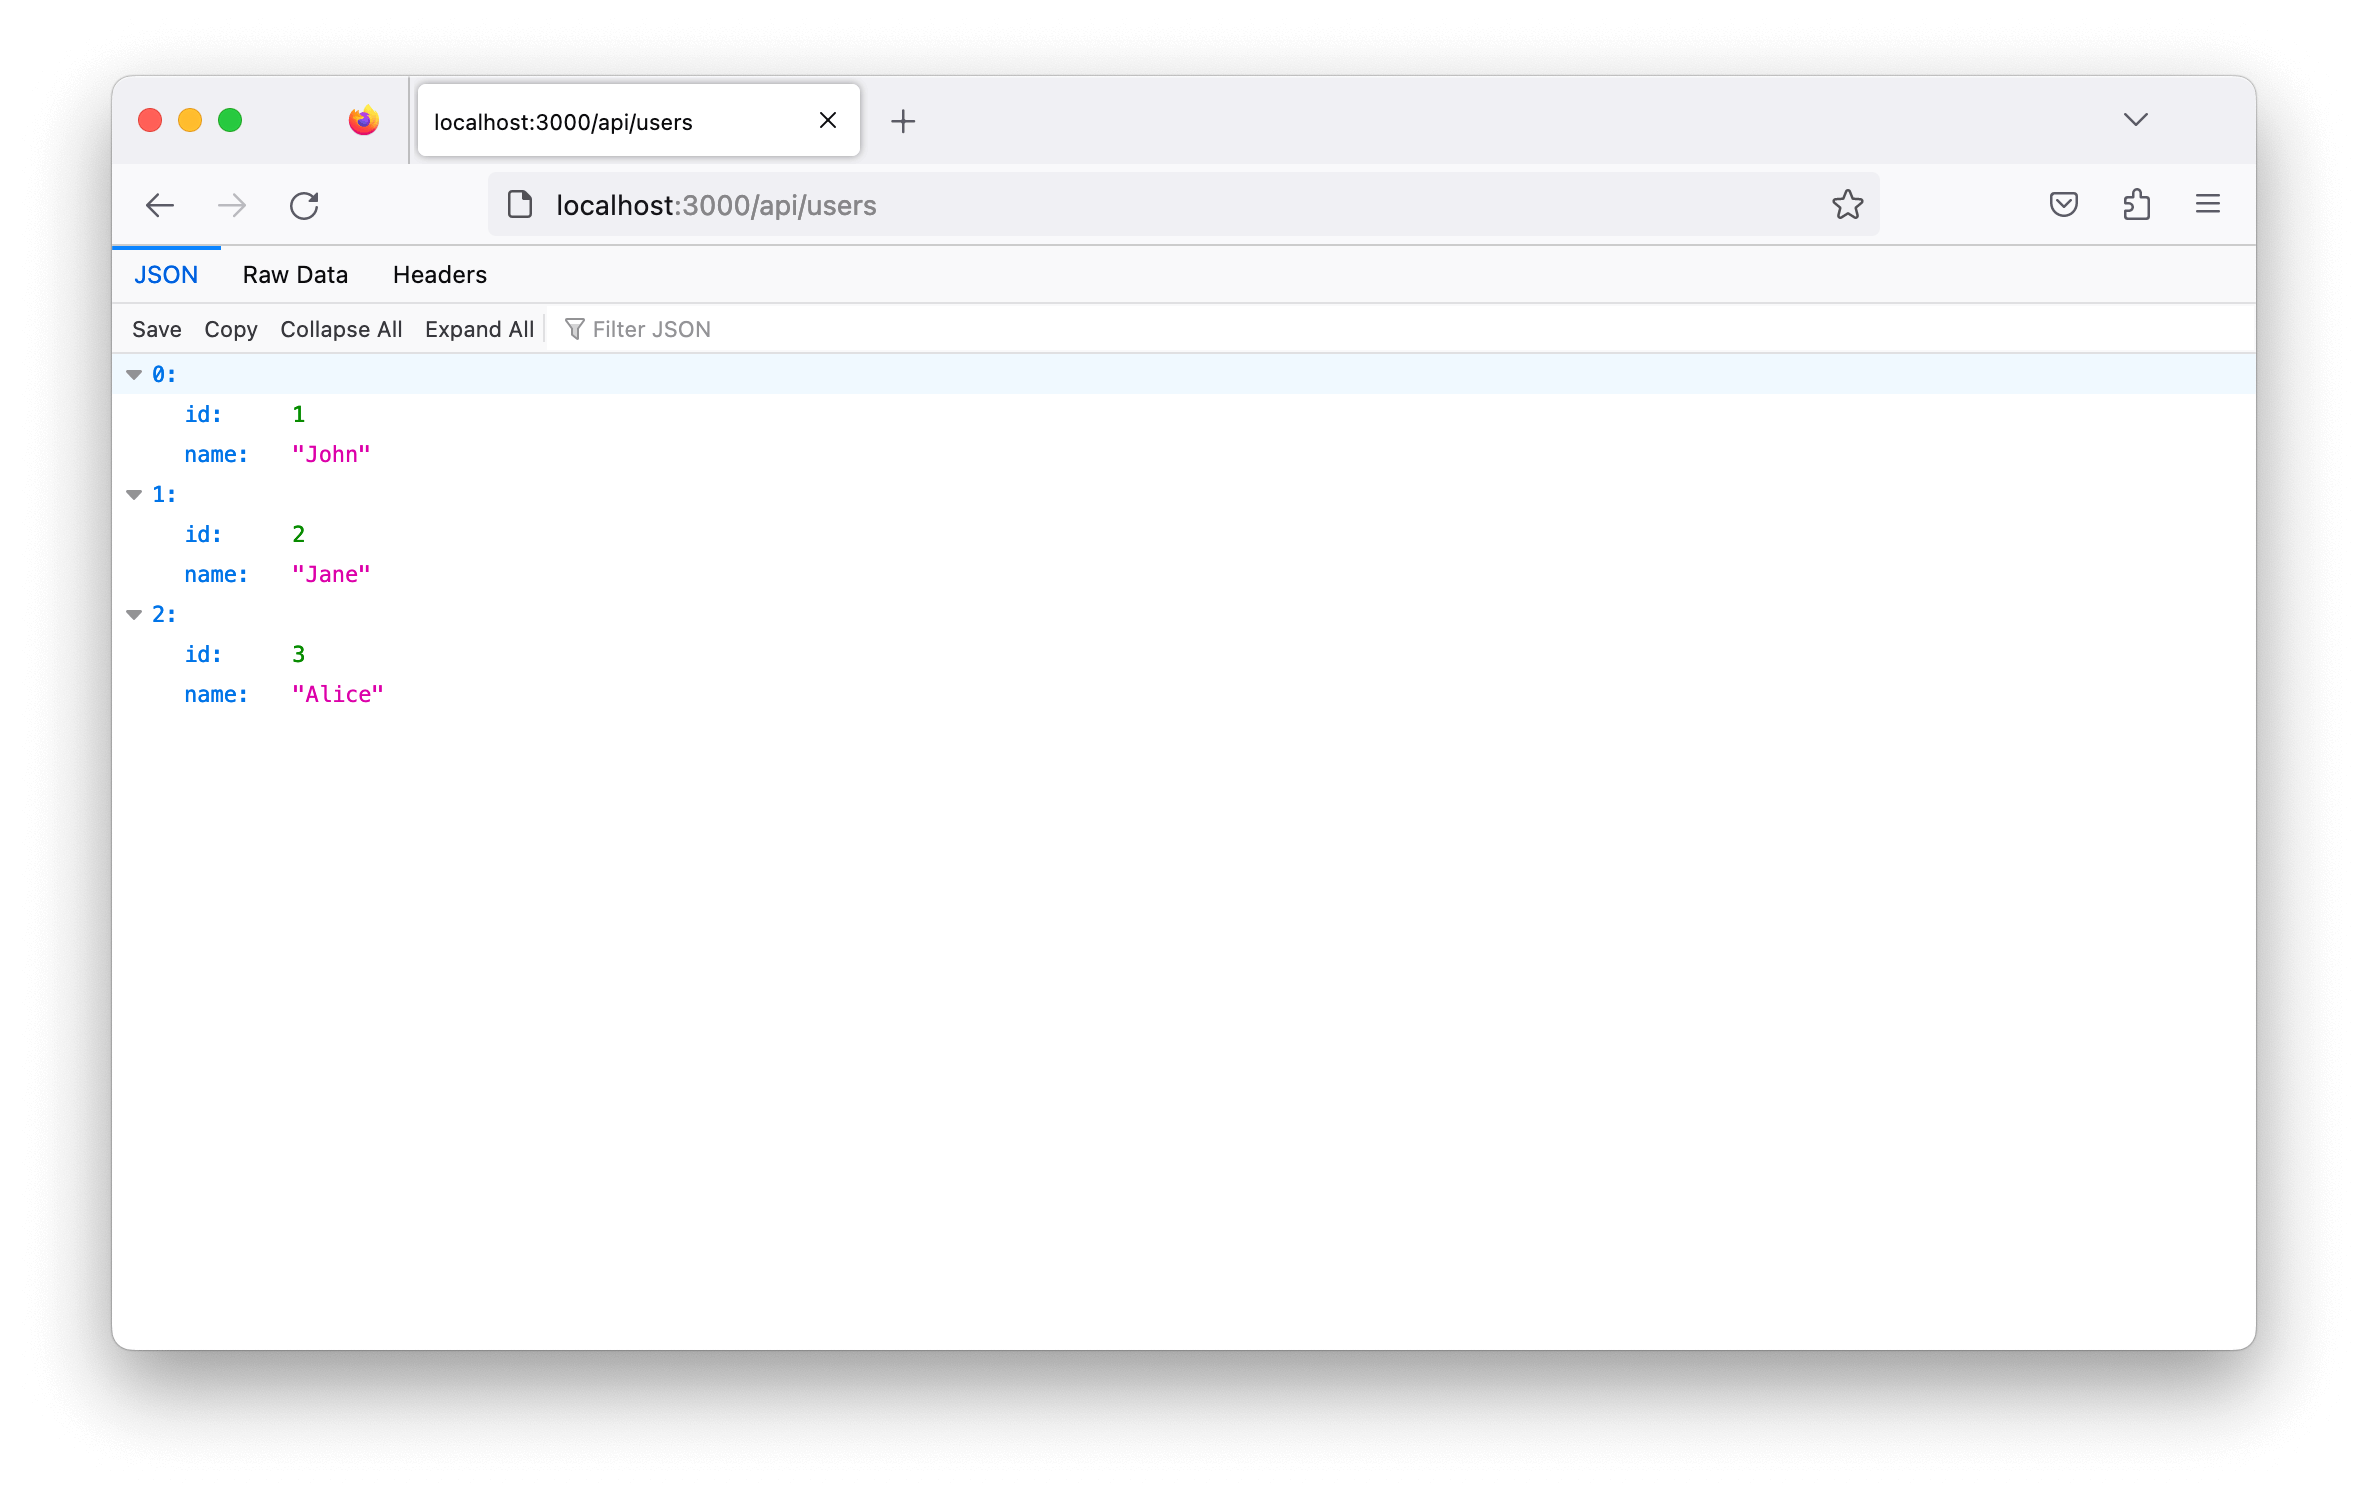 localhost:3000/api/users
localhost:3000/api/users
JSON Raw Data Headers
Save Copy Collapse All Expand All Filter JSON
0:
id: 1
name: "John"
1:
id: 2
name: "Jane"
2:
id: 3
name: "Alice"